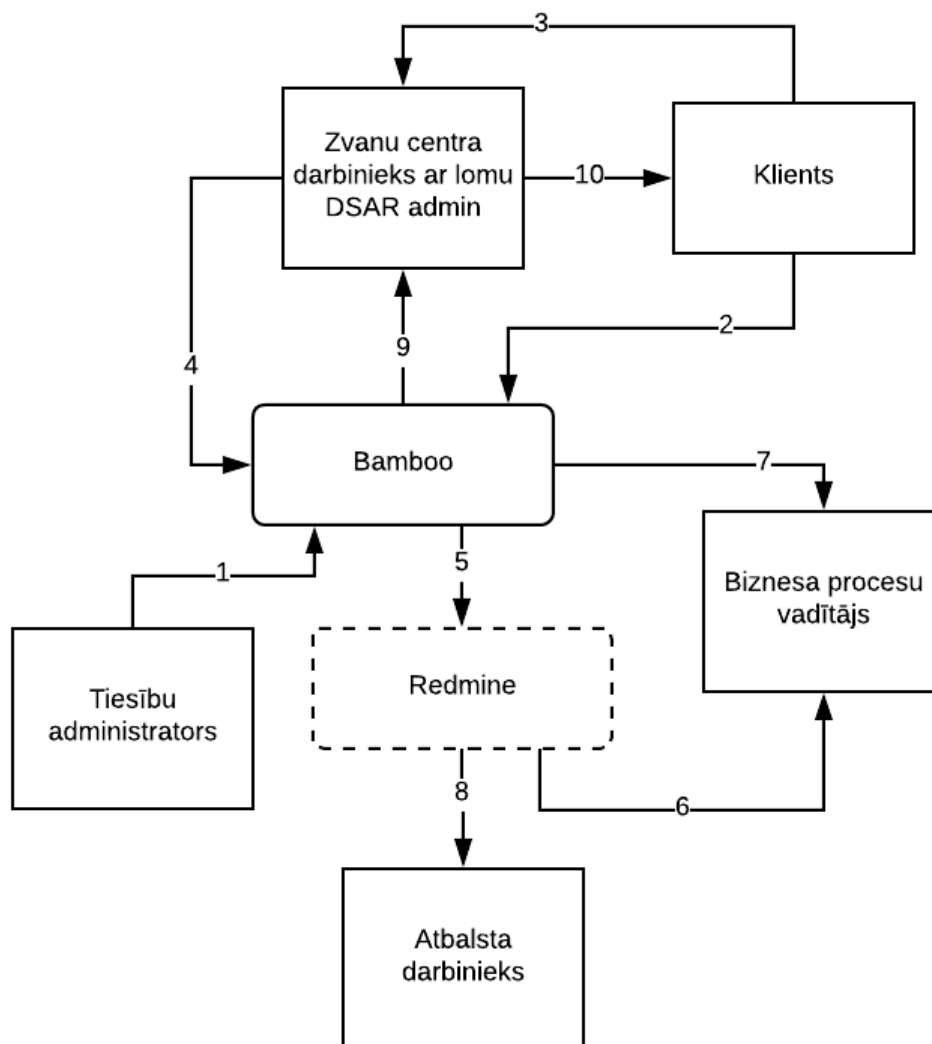 3
Zvanu centra
darbinieks ar lomu
DSAR admin
10
Klients
2
9
4
Bamboo
7
5
1
Biznesa procesu
vadītājs
Redmine
Tiesību
administrators
8
6
Atbalsta
darbinieks